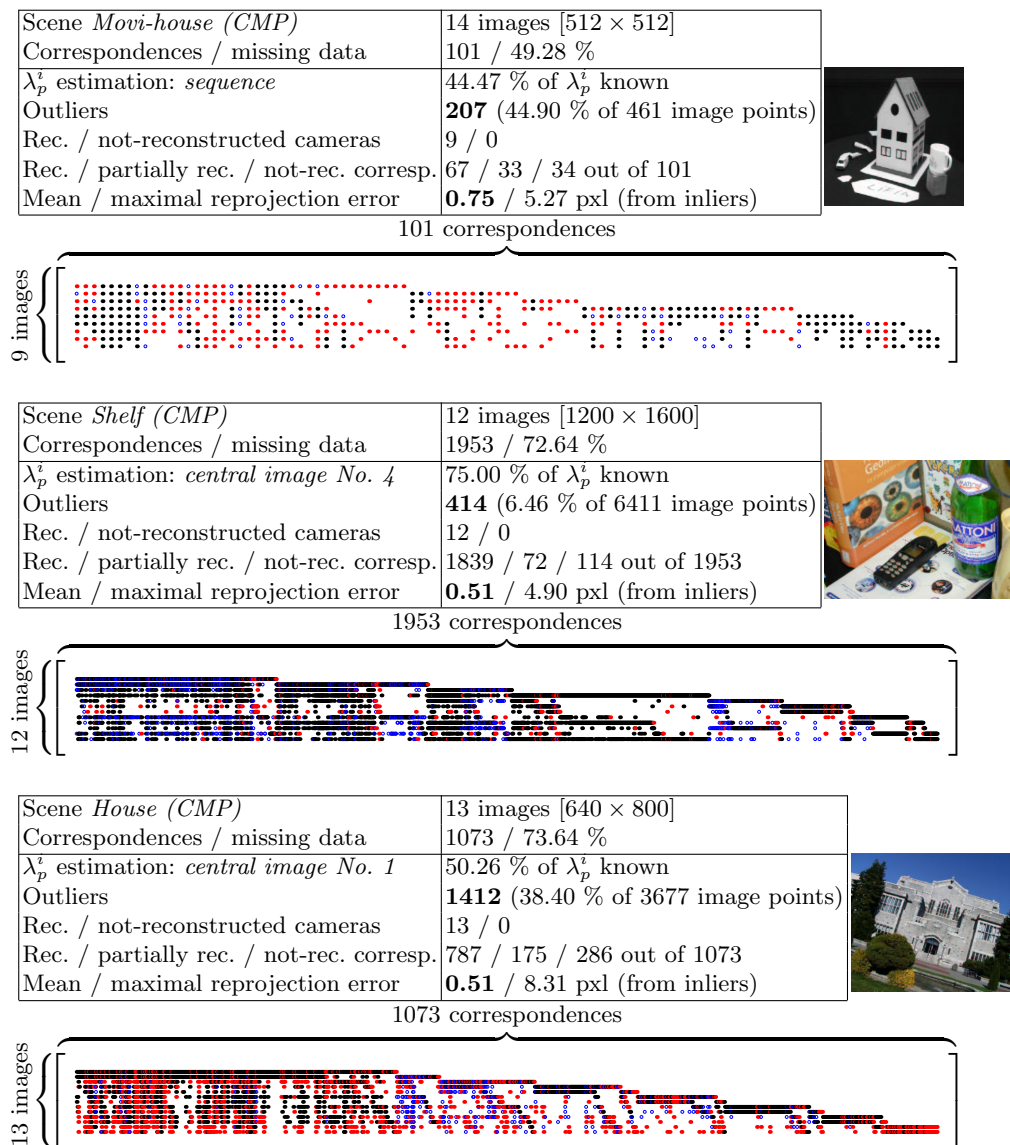 Scene Movi-house (CMP) 14 images [512 × 512]
Correspondences / missing data 101 / 49.28 %
λ_p^i estimation: sequence 44.47 % of λ_p^i known
Outliers 207 (44.90 % of 461 image points)
Rec. / not-reconstructed cameras 9 / 0
Rec. / partially rec. / not-rec. corresp. 67 / 33 / 34 out of 101
Mean / maximal reprojection error 0.75 / 5.27 pxl (from inliers)
101 correspondences
9 images
Scene Shelf (CMP) 12 images [1200 × 1600]
Correspondences / missing data 1953 / 72.64 %
λ_p^i estimation: central image No. 4 75.00 % of λ_p^i known
Outliers 414 (6.46 % of 6411 image points)
Rec. / not-reconstructed cameras 12 / 0
Rec. / partially rec. / not-rec. corresp. 1839 / 72 / 114 out of 1953
Mean / maximal reprojection error 0.51 / 4.90 pxl (from inliers)
ATTONI
1953 correspondences
12 images
Scene House (CMP) 13 images [640 × 800]
Correspondences / missing data 1073 / 73.64 %
λ_p^i estimation: central image No. 1 50.26 % of λ_p^i known
Outliers 1412 (38.40 % of 3677 image points)
Rec. / not-reconstructed cameras 13 / 0
Rec. / partially rec. / not-rec. corresp. 787 / 175 / 286 out of 1073
Mean / maximal reprojection error 0.51 / 8.31 pxl (from inliers)
1073 correspondences
13 images